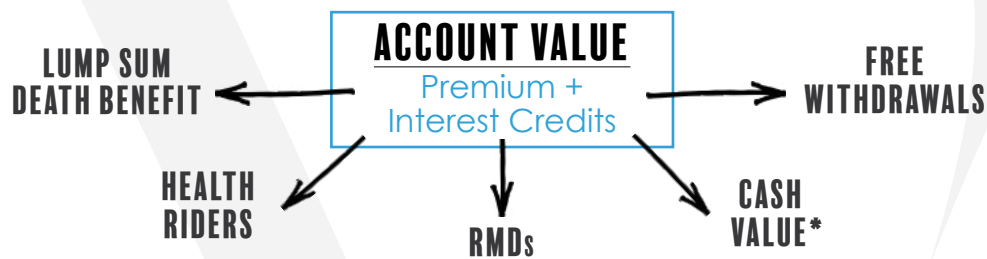 ACCOUNT VALUE
Premium +
Interest Credits
LUMP SUM
DEATH BENEFIT
FREE
WITHDRAWALS
HEALTH
RIDERS
RMDs
CASH
VALUE*